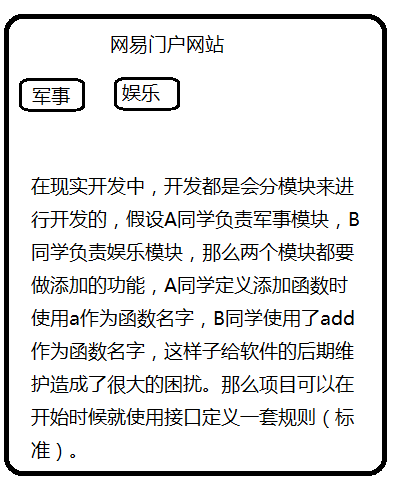 网易门户网站
军事
娱乐
在现实开发中，开发都是会分模块来进
行开发的，假设A同学负责军事模块，B
同学负责娱乐模块，那么两个模块都要
做添加的功能，A同学定义添加函数时
使用a作为函数名字，B同学使用了add
作为函数名字，这样子给软件的后期维
护造成了很大的困扰。那么项目可以在
开始时候就使用接口定义一套规则（标
准）。